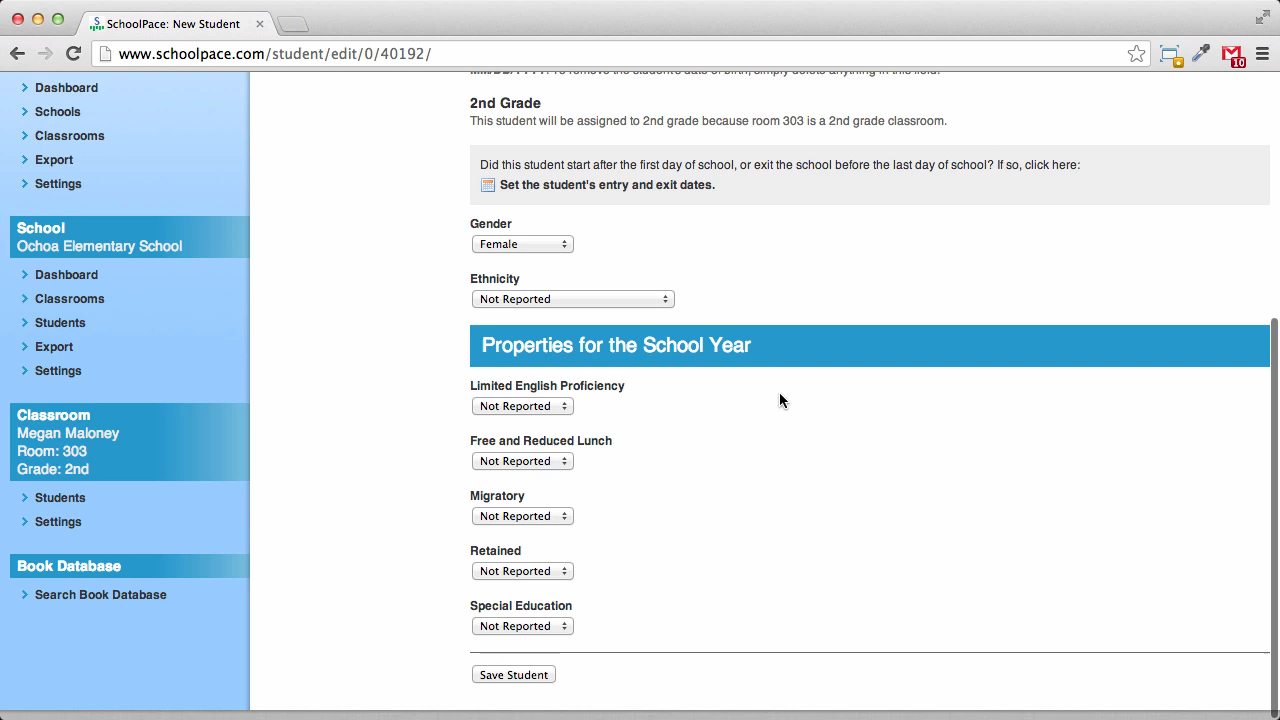 SchoolPace: New Student
www.schoolpace.com/student/edit/0/40192/
10
Dashboard
Schools
Classrooms
Export
Settings
School
Ochoa Elementary School
Dashboard
Classrooms
Students
Export
Settings
Classroom
Megan Maloney
Room: 303
Grade: 2nd
Students
Settings
Book Database
Search Book Database
2nd Grade
This student will be assigned to 2nd grade because room 303 is a 2nd grade classroom.
Did this student start after the first day of school, or exit the school before the last day of school? If so, click here:
Set the student's entry and exit dates.
Gender
Female
Ethnicity
Not Reported
Properties for the School Year
Limited English Proficiency
Not Reported
Free and Reduced Lunch
Not Reported
Migratory
Not Reported
Retained
Not Reported
Special Education
Not Reported
Save Student